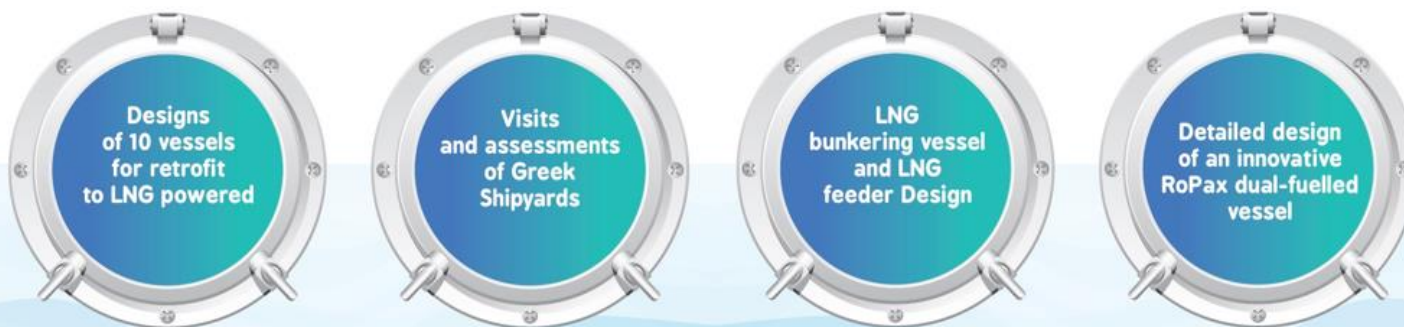 Designs
of 10 vessels
for retrofit
to LNG powered
Visits
and assessments
of Greek
Shipyards
LNG
bunkering vessel
and LNG
feeder Design
Detailed design
of an innovative
RoPax dual-fuelled
vessel